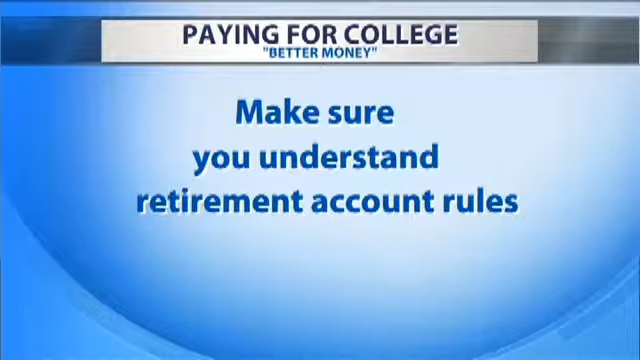 PAYING FOR COLLEGE
"BETTER MONEY"
Make sure
you understand
retirement account rules